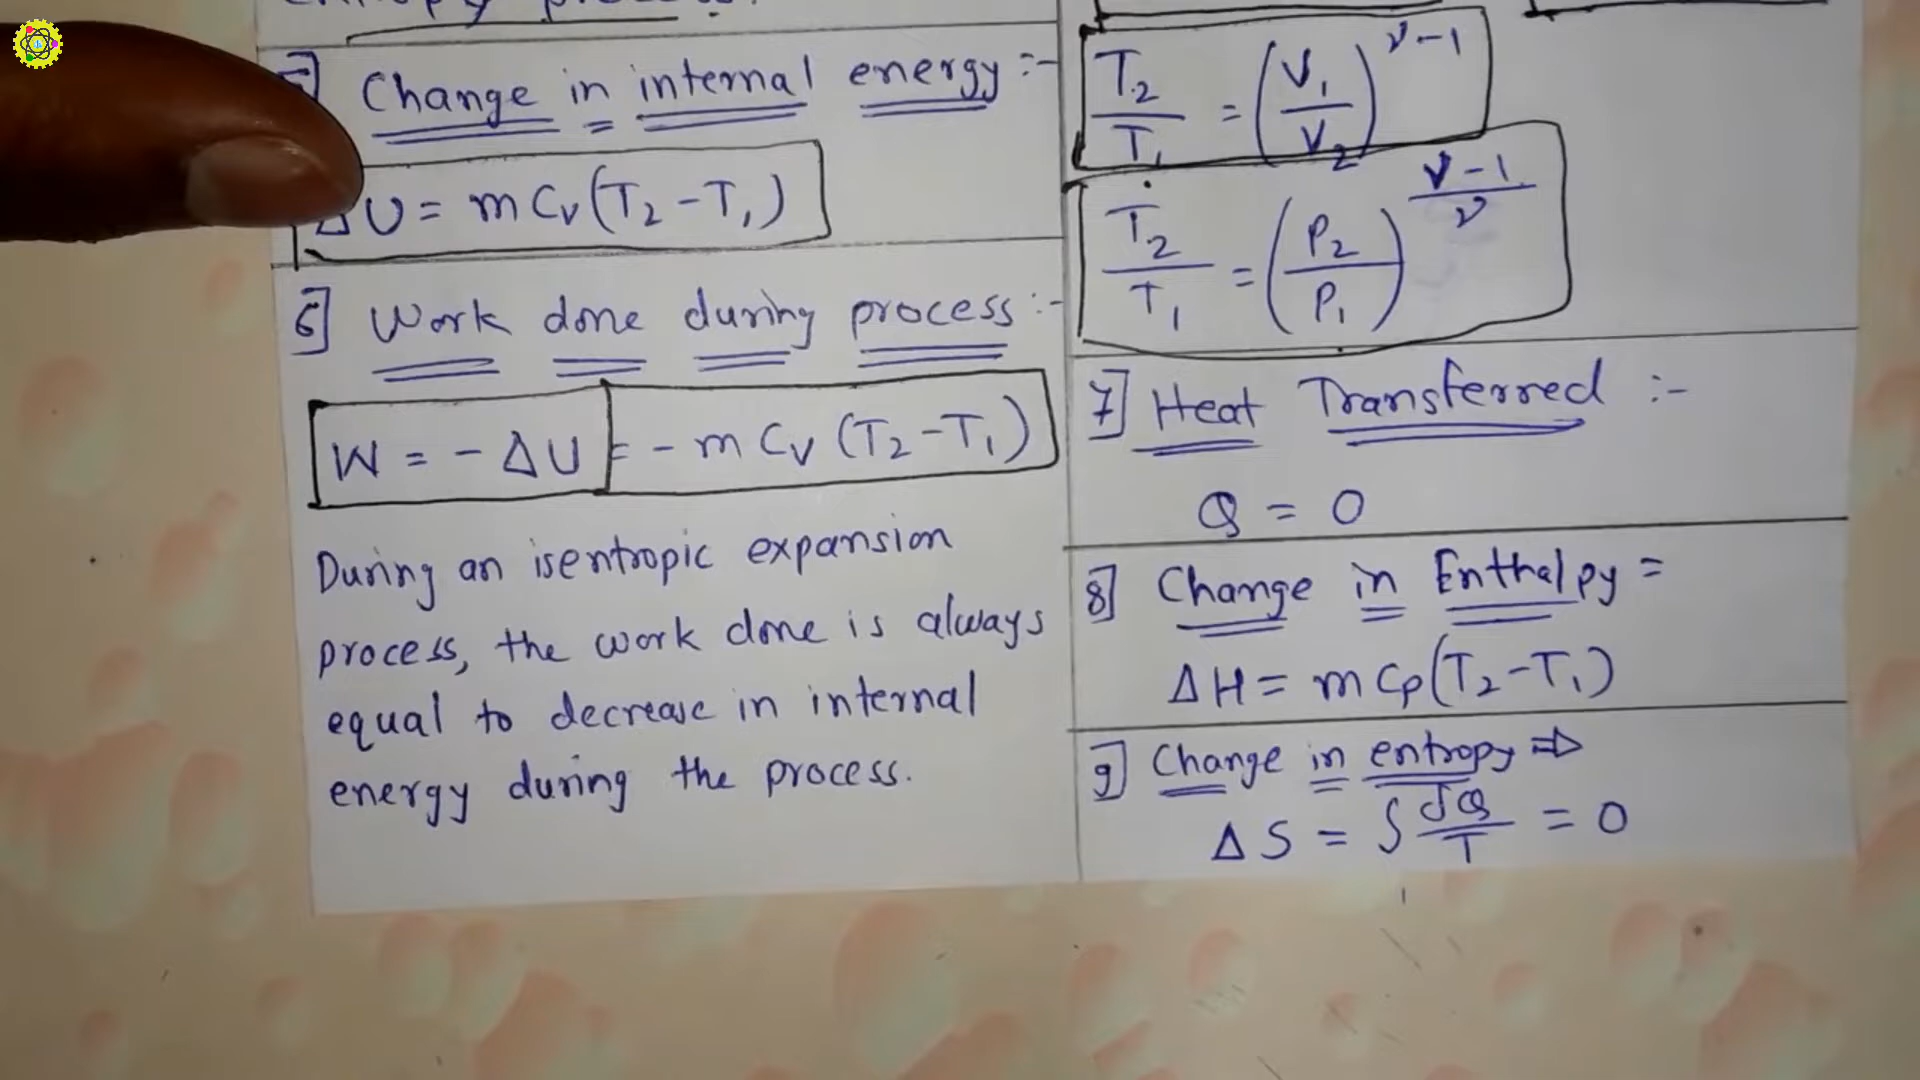 5] Change in internal energy :-
ΔU = m Cv (T2 - T1)
6] Work done during process :-
W = - ΔU = - m Cv (T2 - T1)
During an isentropic expansion
process, the work done is always
equal to decrease in internal
energy during the process.
T2/T1 = (V1/V2)^γ-1
T2/T1 = (P2/P1)^γ-1/γ
7] Heat Transferred :-
Q = 0
8] Change in Enthalpy =
ΔH = m Cp (T2 - T1)
9] Change in entropy ⇒
ΔS = ∫ δQ/T = 0